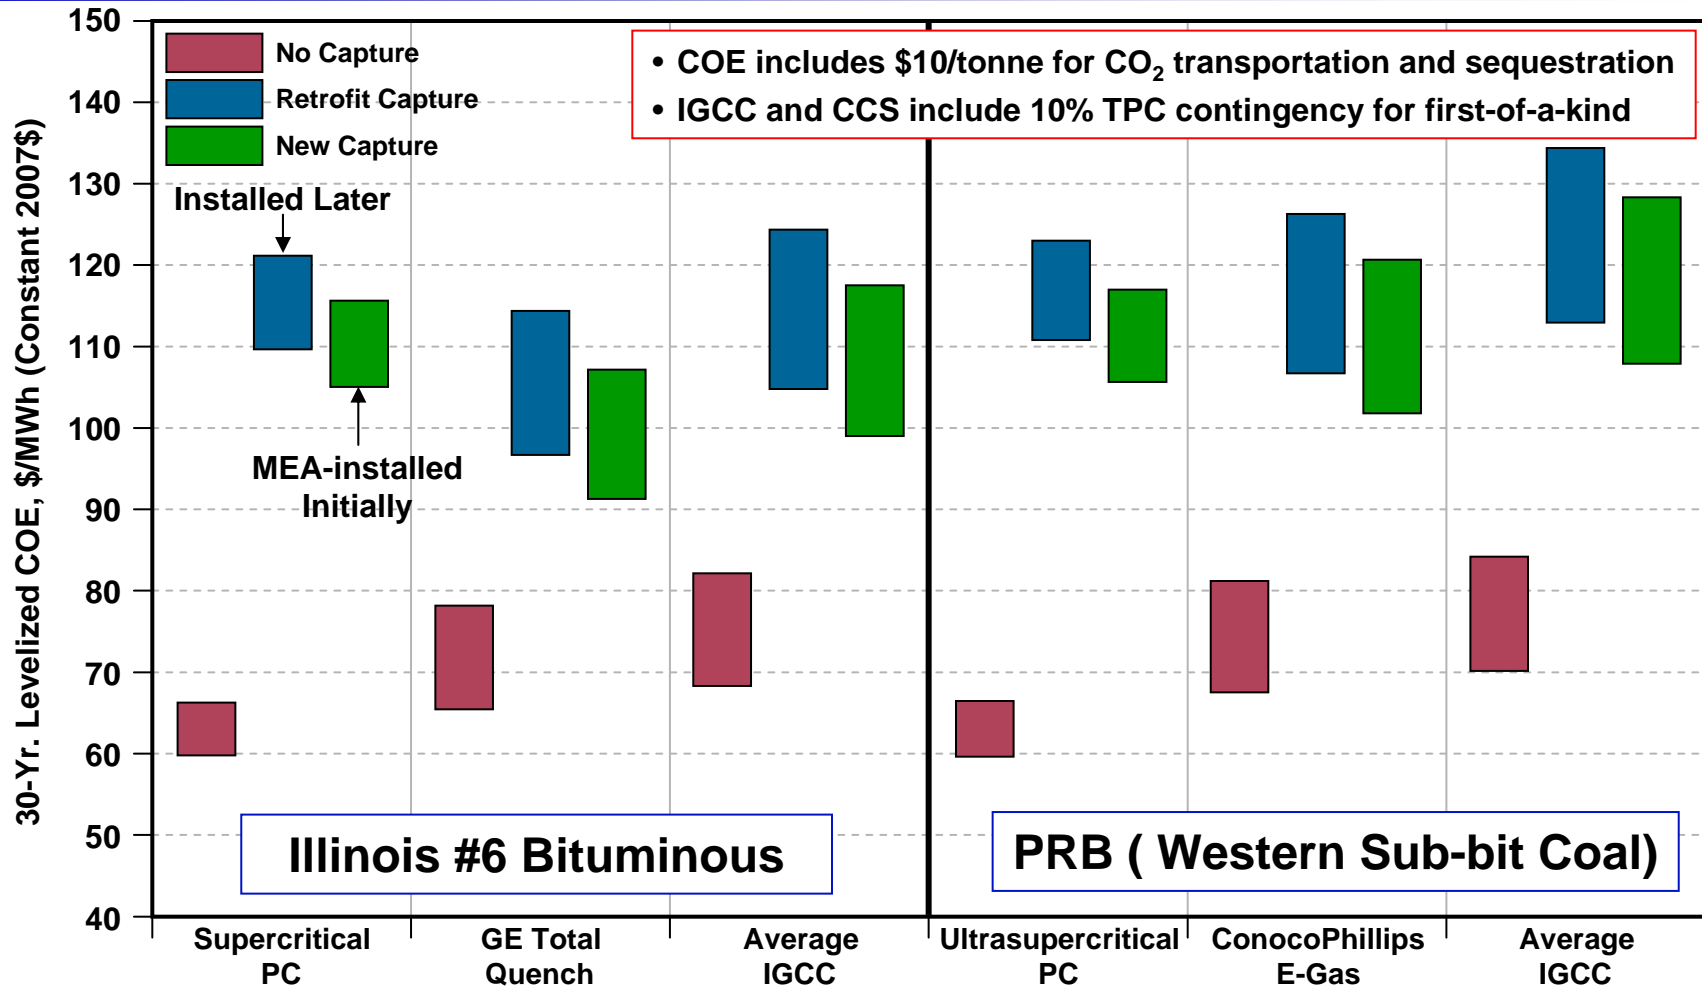 No Capture
Retrofit Capture
New Capture
• COE includes $10/tonne for CO₂ transportation and sequestration
• IGCC and CCS include 10% TPC contingency for first-of-a-kind
Installed Later
MEA-installed
Initially
30-Yr. Levelized COE, $/MWh (Constant 2007$)
150
140
130
120
110
100
90
80
70
60
50
40
Illinois #6 Bituminous
PRB ( Western Sub-bit Coal)
Supercritical
PC
GE Total
Quench
Average
IGCC
Ultrasupercritical
PC
ConocoPhillips
E-Gas
Average
IGCC